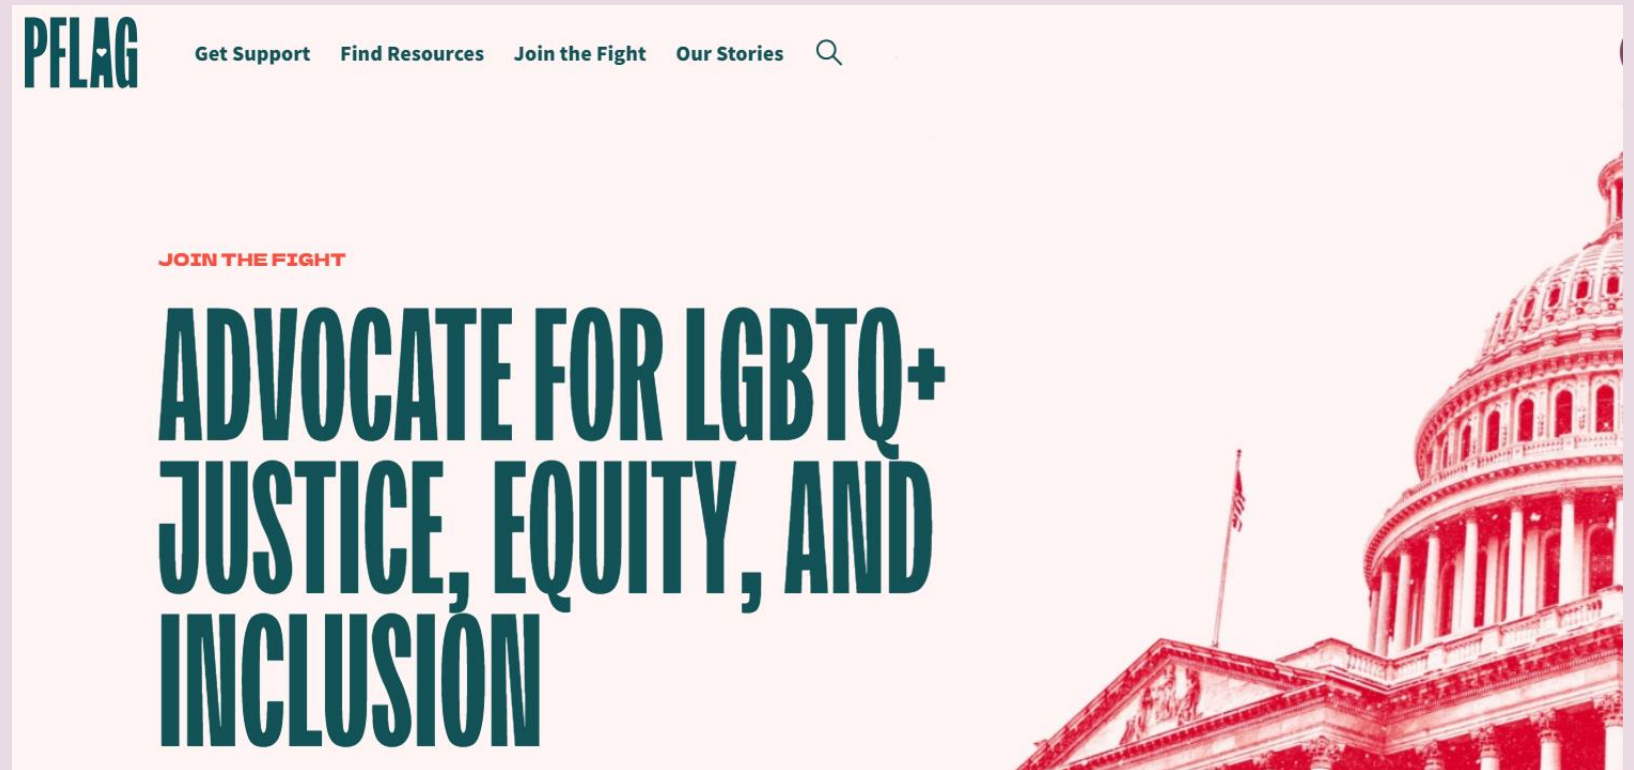 PFLAG
Get Support Find Resources Join the Fight Our Stories
JOIN THE FIGHT
ADVOCATE FOR LGBTQ+
JUSTICE, EQUITY, AND
INCLUSION